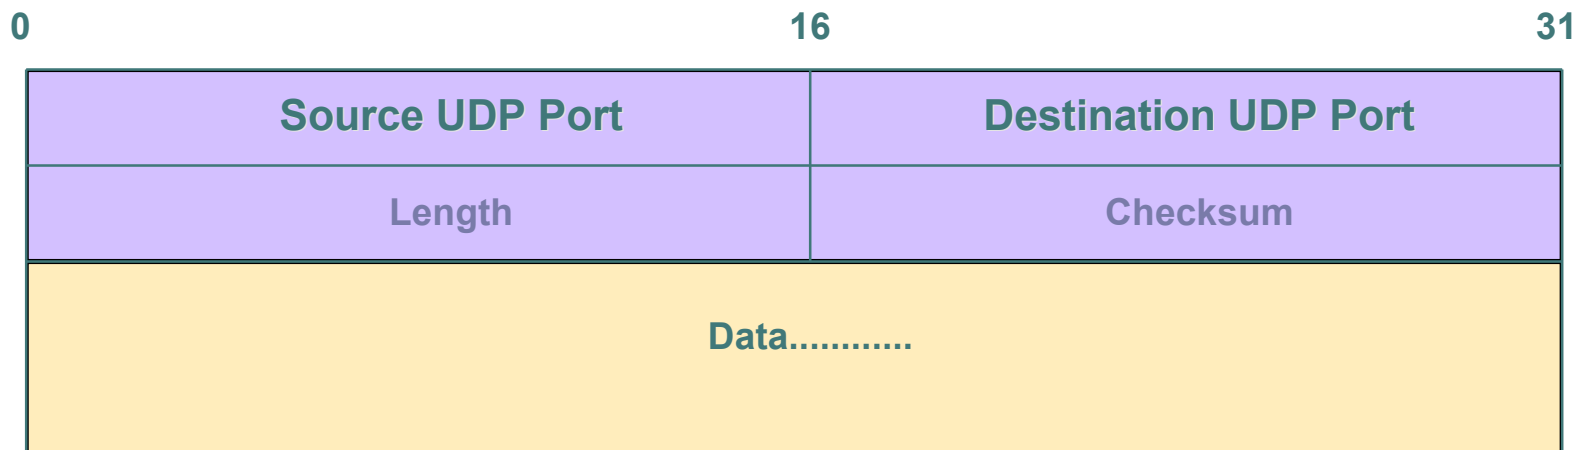 0 16 31
Source UDP Port Destination UDP Port
Length Checksum
Data............